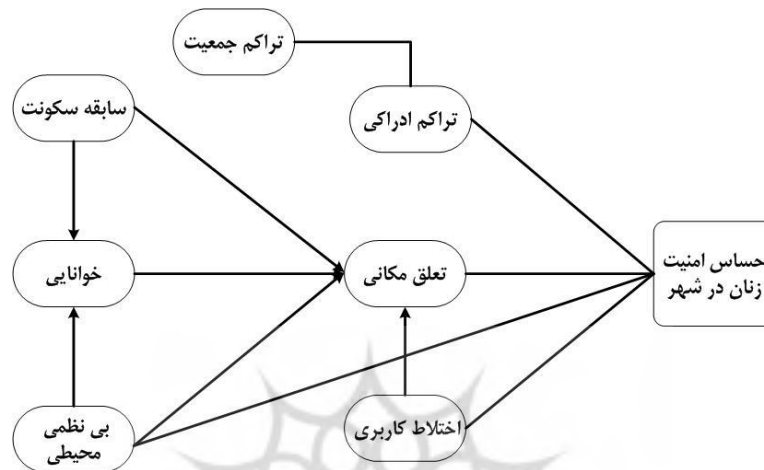 تراکم جمعیت
سابقه سکونت
تراکم ادراکی
خوانایی
تعلق مکانی
حساس امنیت
زنان در شهر
بی نظمی
محیطی
اختلاط کاربری